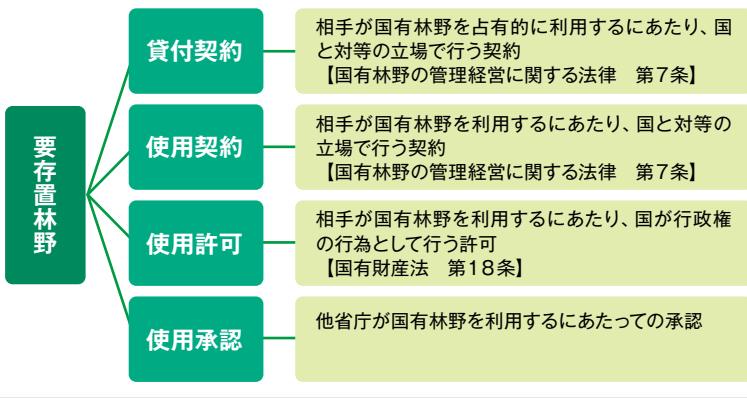 要存置林野
貸付契約
相手が国有林野を占有的に利用するにあたり、国
と対等の立場で行う契約
【国有林野の管理経営に関する法律　第7条】
使用契約
相手が国有林野を利用するにあたり、国と対等の
立場で行う契約
【国有林野の管理経営に関する法律　第7条】
使用許可
相手が国有林野を利用するにあたり、国が行政権
の行為として行う許可
【国有財産法　第18条】
使用承認
他省庁が国有林野を利用するにあたっての承認